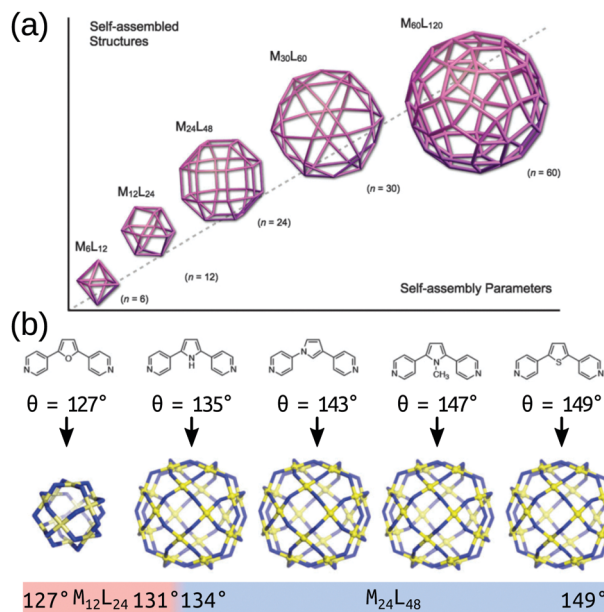 (a)
Self-assembled
Structures
M60L120
M30L60
M24L48
M12L24
M6L12
(n = 60)
(n = 30)
(n = 24)
(n = 12)
(n = 6)
Self-assembly Parameters
(b)
N O N
N N H N
N N N
N N CH3 N
N S N
θ = 127° θ = 135° θ = 143° θ = 147° θ = 149°
127° M12L24 131° 134° M24L48 149°